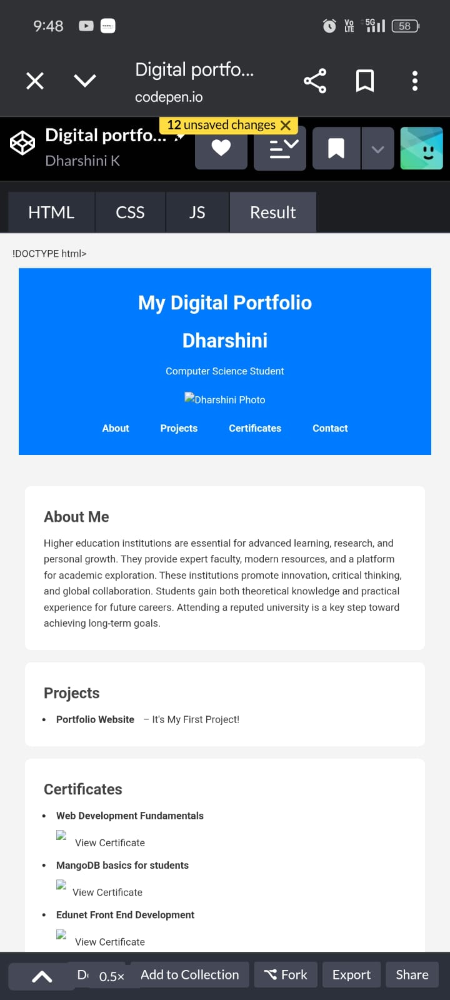 9:48
Vo LTE
5G
58
Digital portfo...
codepen.io
12 unsaved changes
Digital portfo...
Dharshini K
HTML CSS JS Result
!DOCTYPE html>
My Digital Portfolio
Dharshini
Computer Science Student
Dharshini Photo
About Projects Certificates Contact
About Me
Higher education institutions are essential for advanced learning, research, and
personal growth. They provide expert faculty, modern resources, and a platform
for academic exploration. These institutions promote innovation, critical thinking,
and global collaboration. Students gain both theoretical knowledge and practical
experience for future careers. Attending a reputed university is a key step toward
achieving long-term goals.
Projects
• Portfolio Website – It's My First Project!
Certificates
• Web Development Fundamentals
View Certificate
• MangoDB basics for students
View Certificate
• Edunet Front End Development
View Certificate
0.5× Add to Collection Fork Export Share